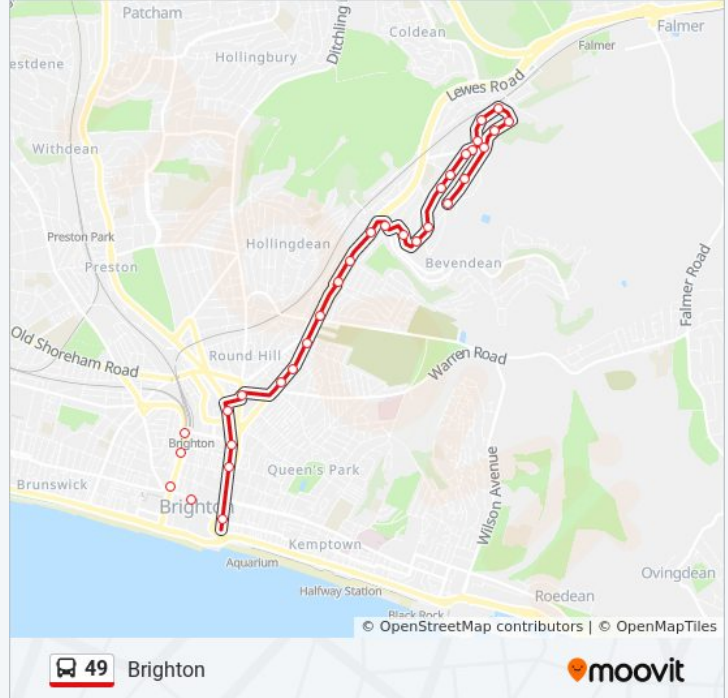 Patcham
Ditchling
Coldean
Falmer
Falmer
Hollingbury
estdene
Lewes Road
Withdean
Preston Park
Hollingdean
Preston
Bevendean
Falmer Road
Old Shoreham Road
Round Hill
Warren Road
Brighton
Queen's Park
Brunswick
Wilson Avenue
Brighton
Kemptown
Aquarium
Ovingdean
Halfway Station
Roedean
Black Rock
© OpenStreetMap contributors | © OpenMapTiles
49 Brighton
moovit